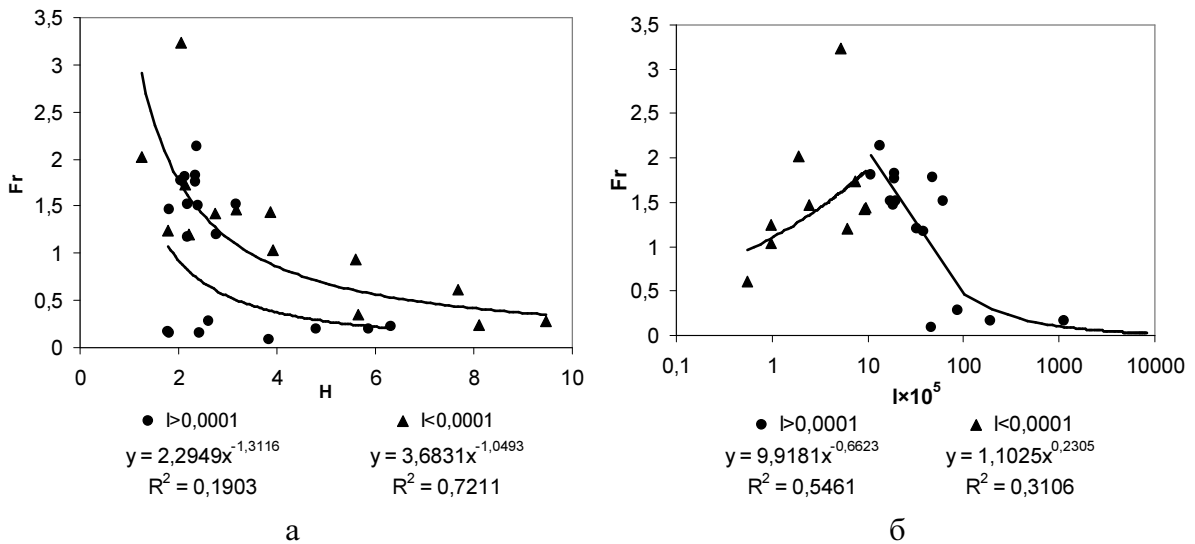 3,5
3
2,5
2
1,5
1
0,5
0
Fr
0 2 4 6 8 10
H
● I>0,0001 ▲ I<0,0001
y = 2,2949x^-1,3116 y = 3,6831x^-1,0493
R² = 0,1903 R² = 0,7211
а
3,5
3
2,5
2
1,5
1
0,5
0
Fr
0,1 1 10 100 1000 10000
I×10⁵
● I>0,0001 ▲ I<0,0001
y = 9,9181x^-0,6623 y = 1,1025x^0,2305
R² = 0,5461 R² = 0,3106
б